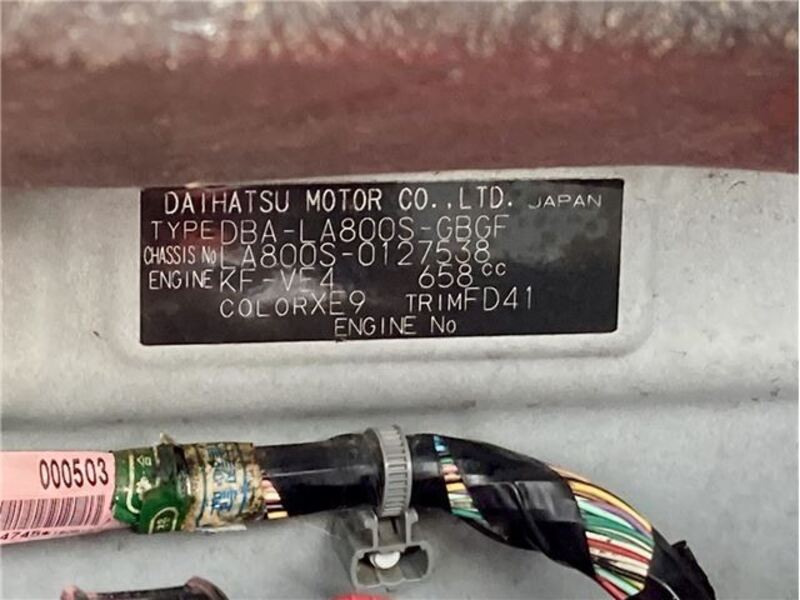 DAIHATSU MOTOR CO.,LTD. JAPAN
TYPE DBA-LA800S-GBGF
CHASSIS No LA800S-0127538
ENGINE KF-VE4 658cc
COLOR XE9 TRIM FD41
ENGINE No
000503